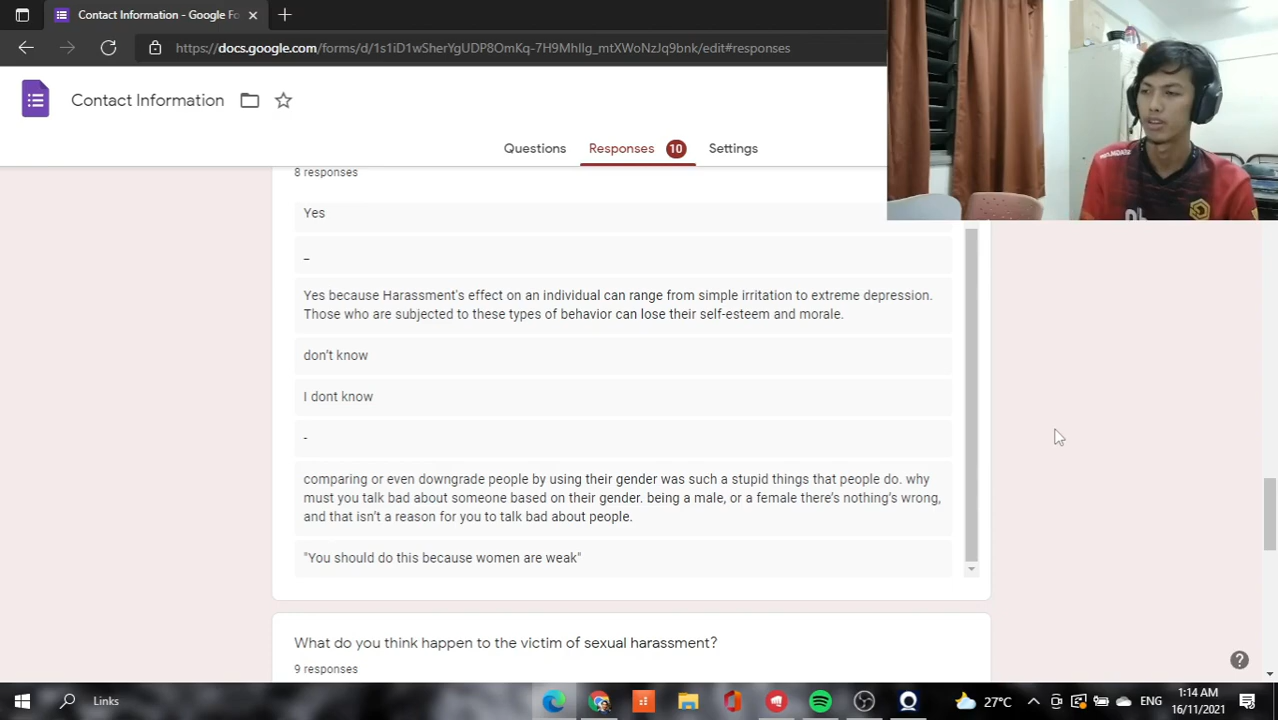 Contact Information - Google Fo
https://docs.google.com/forms/d/1s1iD1wSherYgUDP8OmKq-7H9MhIlg_mtXWoNzJq9bnk/edit#responses
Contact Information
Questions Responses 10 Settings
8 responses
Yes
_
Yes because Harassment's effect on an individual can range from simple irritation to extreme depression.
Those who are subjected to these types of behavior can lose their self-esteem and morale.
don't know
I dont know
-
comparing or even downgrade people by using their gender was such a stupid things that people do. why
must you talk bad about someone based on their gender. being a male, or a female there's nothing's wrong,
and that isn't a reason for you to talk bad about people.
"You should do this because women are weak"
What do you think happen to the victim of sexual harassment?
9 responses
Links
27°C
ENG
1:14 AM
16/11/2021